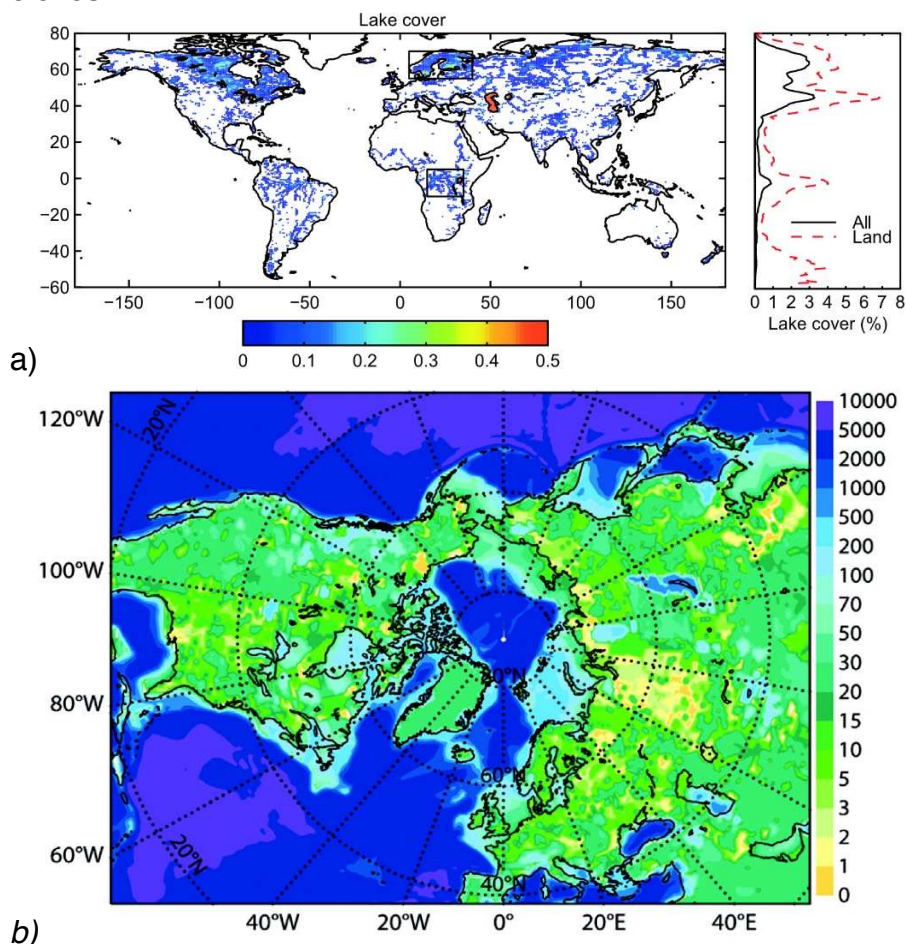 Lake cover
80
60
40
20
0
−20
−40
−60
−150 −100 −50 0 50 100 150
All
Land
0 1 2 3 4 5 6 7 8
Lake cover (%)
0 0.1 0.2 0.3 0.4 0.5
a)
120°W
100°W
80°W
60°W
20°N
80°N
60°N
20°N
40°N
40°W 20°W 0° 20°E 40°E
10000
5000
2000
1000
500
200
100
70
50
30
20
15
10
5
3
2
1
0
b)